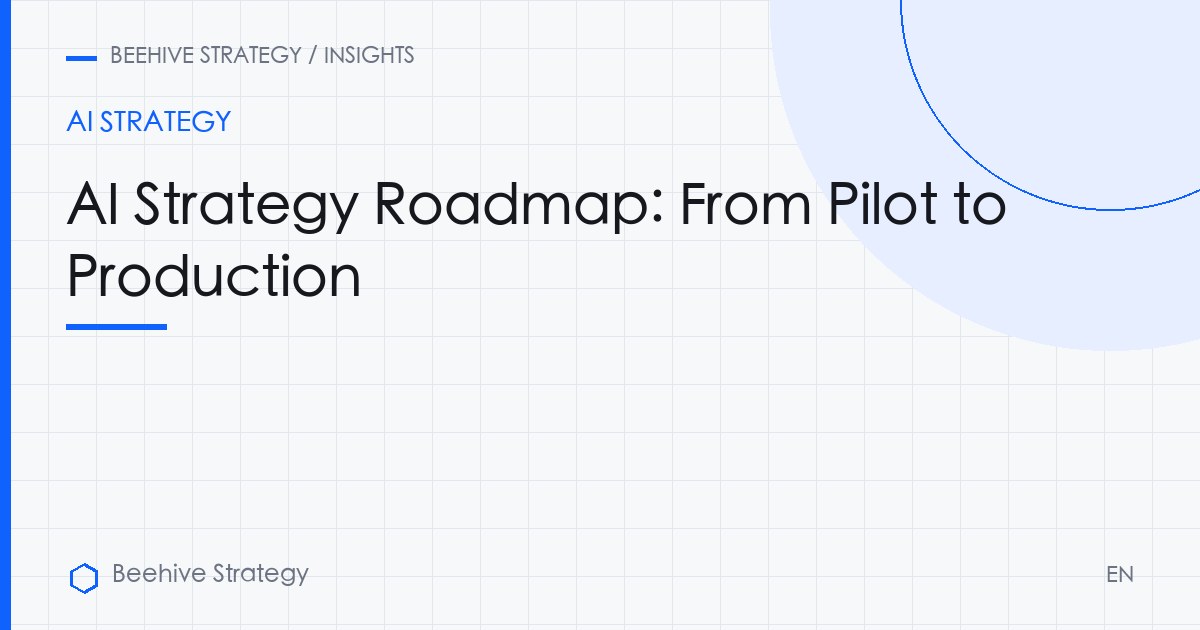 BEEHIVE STRATEGY / INSIGHTS
AI STRATEGY
AI Strategy Roadmap: From Pilot to
Production
Beehive Strategy
EN